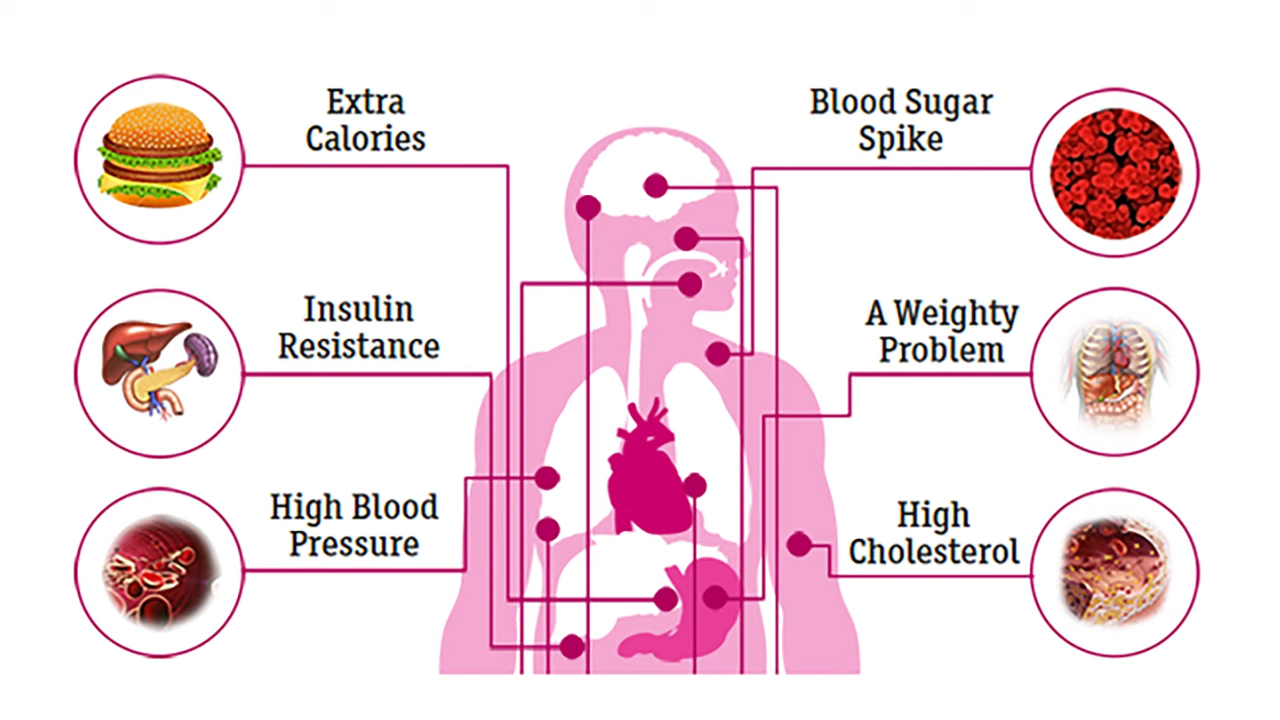 Extra
Calories
Blood Sugar
Spike
Insulin
Resistance
A Weighty
Problem
High Blood
Pressure
High
Cholesterol